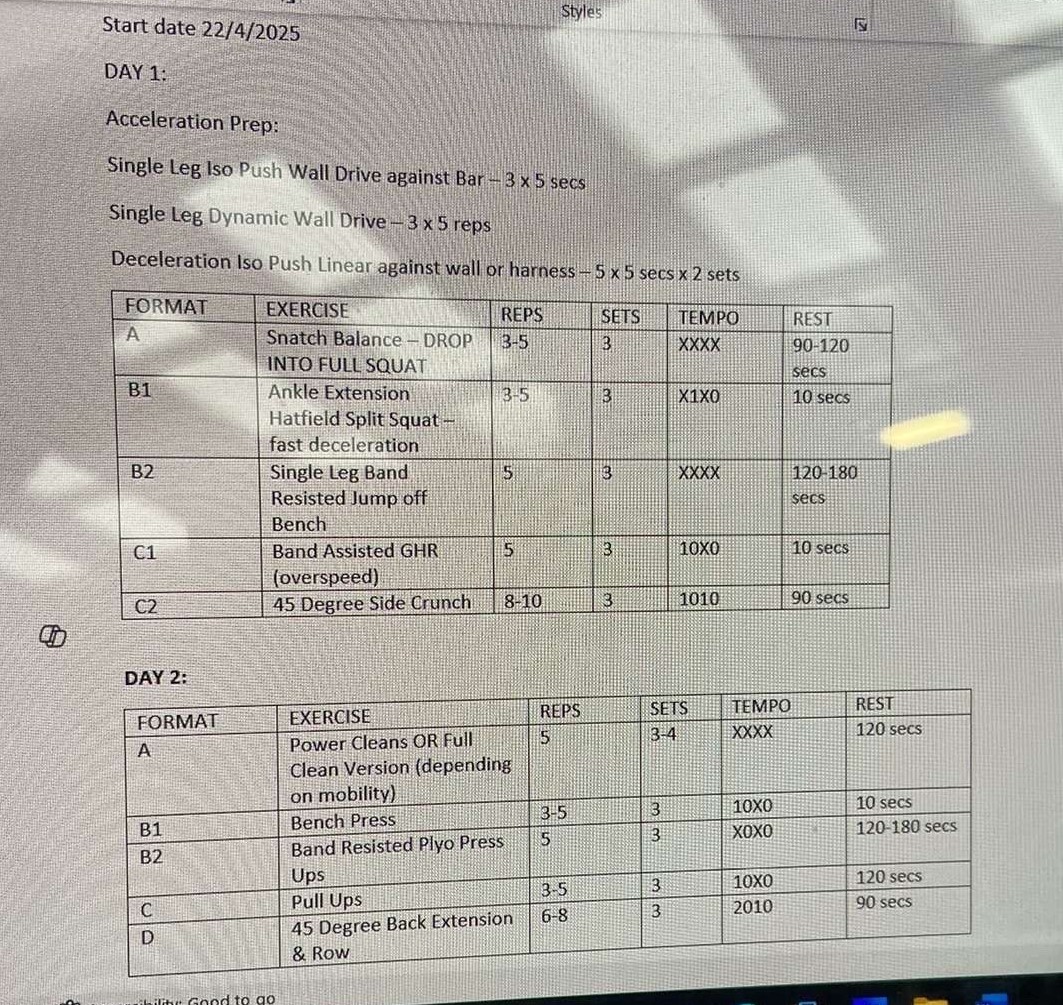 Styles
Start date 22/4/2025
DAY 1:
Acceleration Prep:
Single Leg Iso Push Wall Drive against Bar – 3 x 5 secs
Single Leg Dynamic Wall Drive – 3 x 5 reps
Deceleration Iso Push Linear against wall or harness – 5 x 5 secs x 2 sets
FORMAT EXERCISE REPS SETS TEMPO REST
A Snatch Balance – DROP 3-5 3 XXXX 90-120
INTO FULL SQUAT secs
B1 Ankle Extension 3-5 3 X1X0 10 secs
Hatfield Split Squat –
fast deceleration
B2 Single Leg Band 5 3 XXXX 120-180
Resisted Jump off secs
Bench
C1 Band Assisted GHR 5 3 10X0 10 secs
(overspeed)
C2 45 Degree Side Crunch 8-10 3 1010 90 secs
DAY 2:
FORMAT EXERCISE REPS SETS TEMPO REST
A Power Cleans OR Full 5 3-4 XXXX 120 secs
Clean Version (depending
on mobility)
B1 Bench Press 3-5 3 10X0 10 secs
B2 Band Resisted Plyo Press 5 3 X0X0 120-180 secs
Ups
C Pull Ups 3-5 3 10X0 120 secs
D 45 Degree Back Extension 6-8 3 2010 90 secs
& Row
Good to go